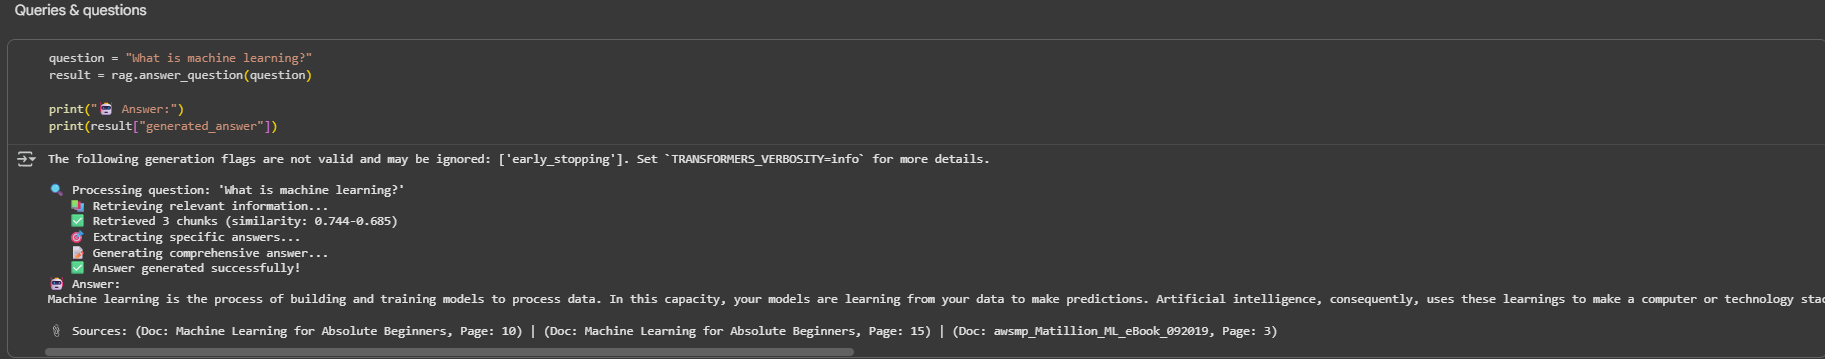 Queries & questions
question = "What is machine learning?"
result = rag.answer_question(question)
print("🤖 Answer:")
print(result["generated_answer"])
The following generation flags are not valid and may be ignored: ['early_stopping']. Set `TRANSFORMERS_VERBOSITY=info` for more details.
🔍 Processing question: 'What is machine learning?'
📚 Retrieving relevant information...
✅ Retrieved 3 chunks (similarity: 0.744-0.685)
🎯 Extracting specific answers...
📝 Generating comprehensive answer...
✅ Answer generated successfully!
🤖 Answer:
Machine learning is the process of building and training models to process data. In this capacity, your models are learning from your data to make predictions. Artificial intelligence, consequently, uses these learnings to make a computer or technology stac
📎 Sources: (Doc: Machine Learning for Absolute Beginners, Page: 10) | (Doc: Machine Learning for Absolute Beginners, Page: 15) | (Doc: awsmp_Matillion_ML_eBook_092019, Page: 3)